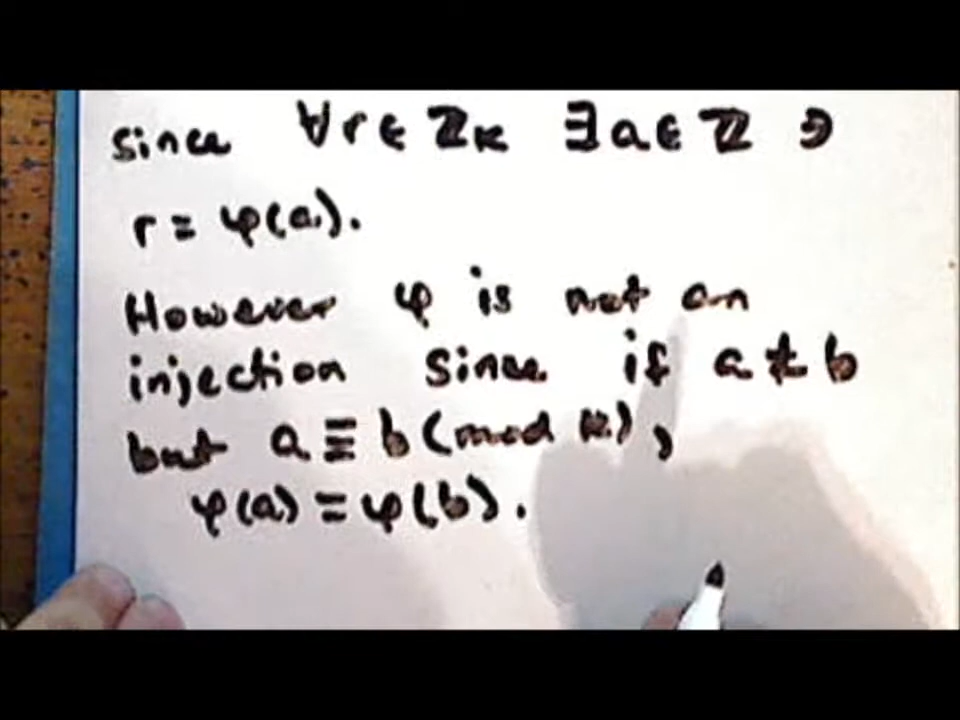 since ∀r∈ℤₖ ∃a∈ℤ ∋
r = φ(a).
However φ is not an
injection since if a ≠ b
but a ≡ b (mod k),
φ(a) = φ(b).